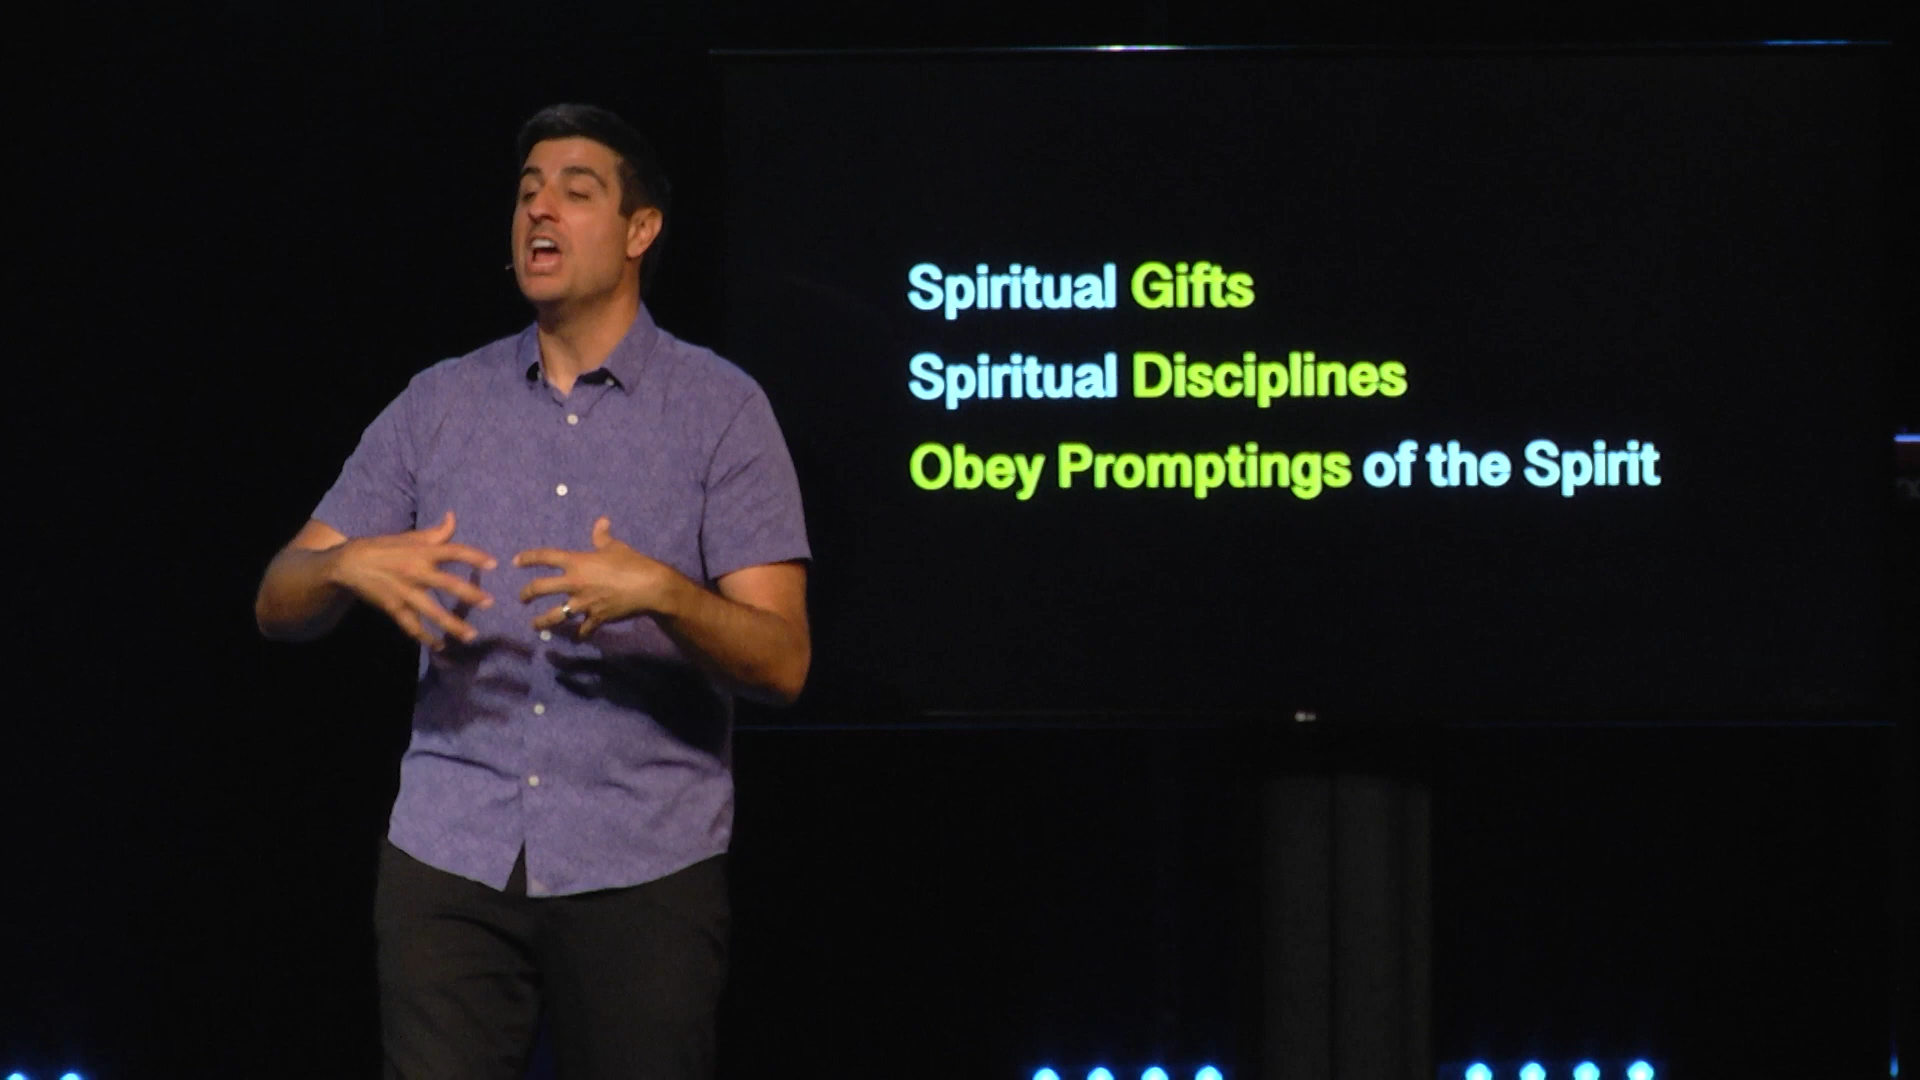 Spiritual Gifts
Spiritual Disciplines
Obey Promptings of the Spirit